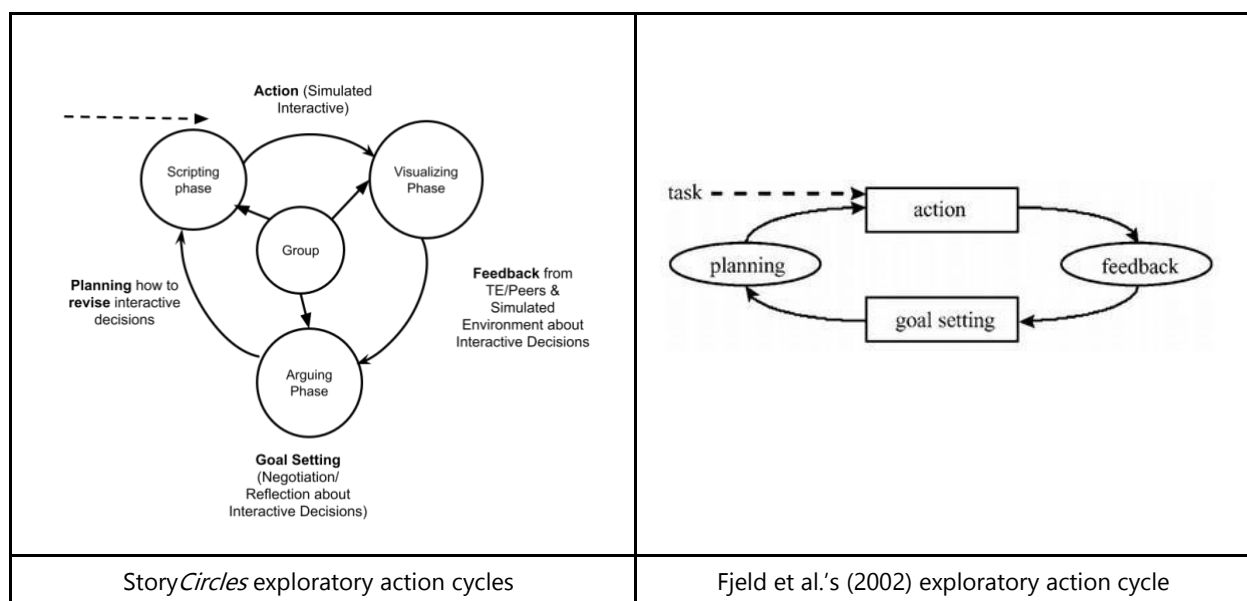 Action (Simulated
Interactive)
Scripting
phase
Visualizing
Phase
Group
Planning how to
revise interactive
decisions
Feedback from
TE/Peers &
Simulated
Environment about
Interactive Decisions
Arguing
Phase
Goal Setting
(Negotiation/
Reflection about
Interactive Decisions)
StoryCircles exploratory action cycles
task
action
planning
feedback
goal setting
Fjeld et al.'s (2002) exploratory action cycle